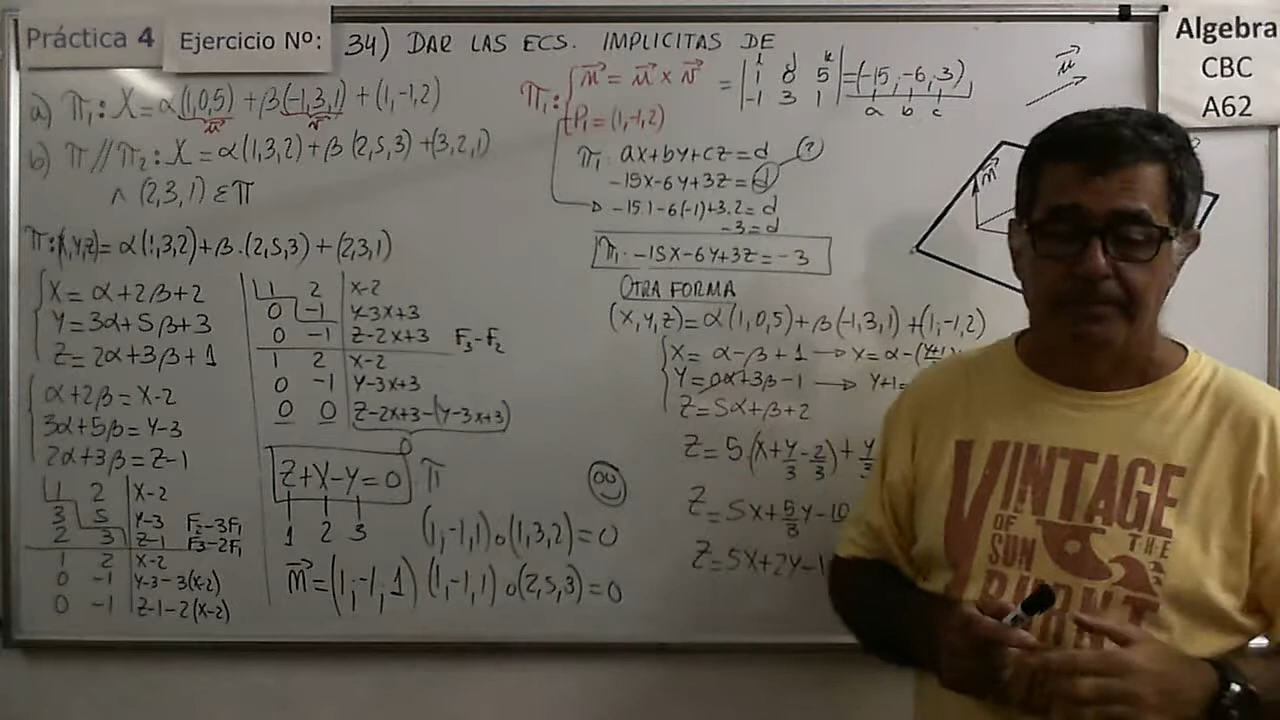 Práctica 4
Ejercicio Nº:
34) DAR LAS ECS. IMPLICITAS DE
Algebra
CBC
A62
a) π₁: X = α(1,0,5) + β(-1,3,1) + (1,-1,2)
u⃗ v⃗
b) π // π₂: X = α(1,3,2) + β(2,5,3) + (3,2,1)
∧ (2,3,1) ε π
π: (X,Y,Z) = α(1,3,2) + β.(2,5,3) + (2,3,1)
X = α+2β+2
Y = 3α+5β+3
Z = 2α+3β+1
α+2β = X-2
3α+5β = Y-3
2α+3β = Z-1
1 2 | X-2
3 5 | Y-3 F₂-3F₁
2 3 | Z-1 F₃-2F₁
1 2 | X-2
0 -1 | Y-3-3(X-2)
0 -1 | Z-1-2(X-2)
1 2 | X-2
0 -1 | Y-3X+3
0 -1 | Z-2X+3 F₃-F₂
1 2 | X-2
0 -1 | Y-3X+3
0 0 | Z-2X+3-(Y-3X+3)
0
Z+X-Y=0 π
1 2 3
n⃗ = (1,-1,1)
(1,-1,1) o (1,3,2) = 0
(1,-1,1) o (2,5,3) = 0
π₁: n⃗ = u⃗ x v⃗ = | i j k | 1 0 5 | -1 3 1 | = (-15,-6,3)
a b c
P₁ = (1,-1,2)
π₁ ax+by+cz=d (?)
-15X-6Y+3Z=d
-15.1-6(-1)+3.2=d
-3=d
π₁: -15X-6Y+3Z=-3
OTRA FORMA
(X,Y,Z) = α(1,0,5) + β(-1,3,1) + (1,-1,2)
X = α-β+1 → X = α-(Y+1
Y = 0α+3β-1 → Y+1=
Z = 5α+β+2
Z = 5(X+Y/3-2/3)+Y/3
Z = 5X+5/3Y-10
Z = 5X+2Y-1
u⃗
n⃗
VINTAGE
OF
SUN
THE